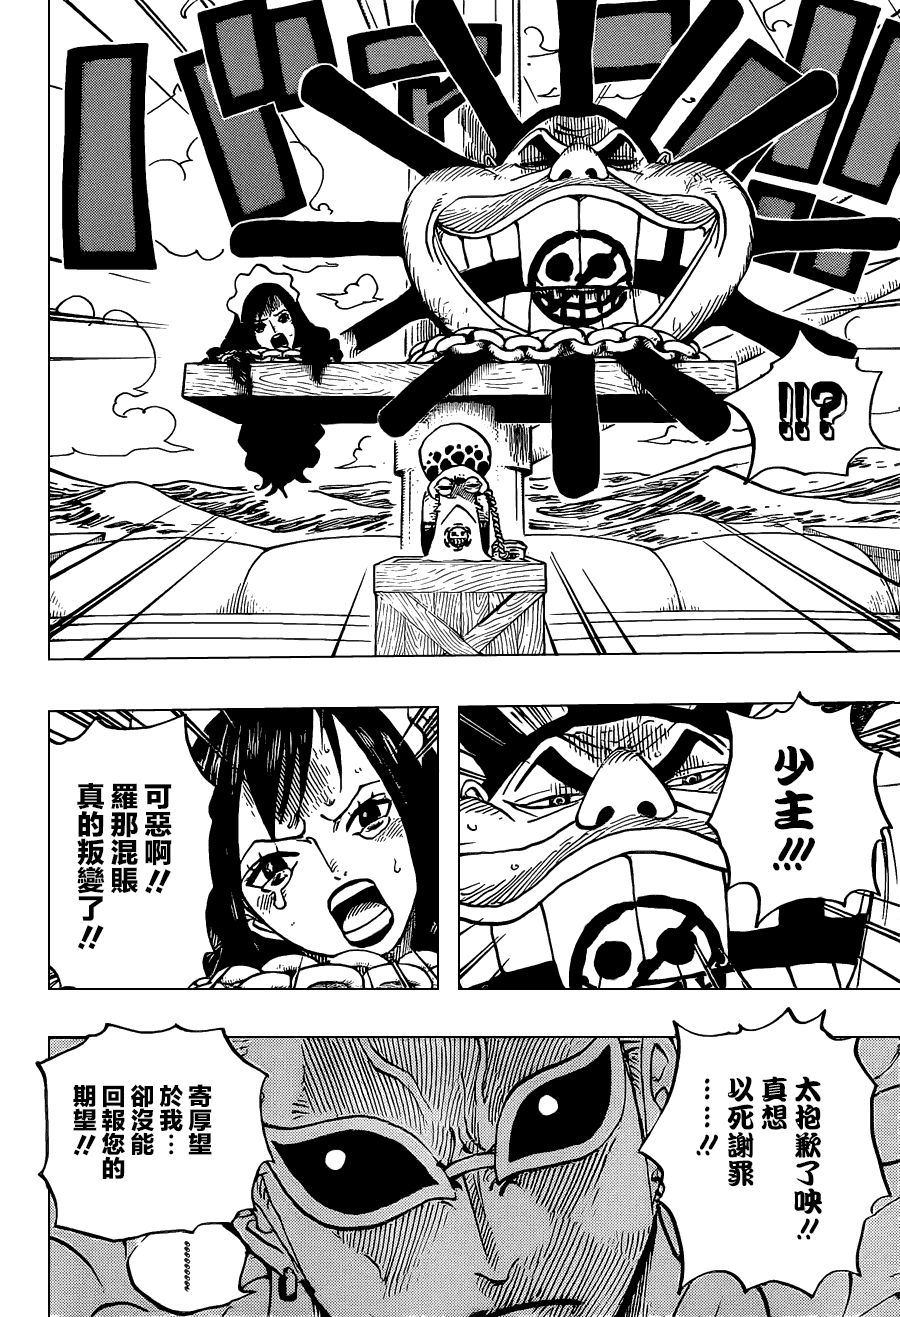 !!?
少主!!!
可惡啊!!
羅那混賬
真的叛變了!!
太抱歉了呦!!
真想
以死謝罪
……!!
寄厚望
於我…
卻沒能
回報您的
期望!!
…………